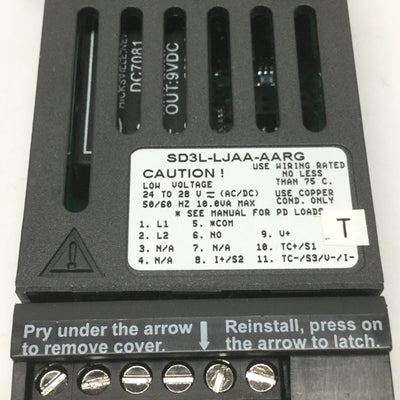 HICKSVILLE, NEW
DC7081
OUT:9VDC
SD3L-LJAA-AARG
CAUTION !
LOW VOLTAGE
24 TO 28 V ⎓ (AC/DC)
50/60 HZ 10.0VA MAX
USE WIRING RATED
NO LESS
THAN 75 C.
USE COPPER
COND. ONLY
* SEE MANUAL FOR PD LOADS
1. L1 5. *COM
2. L2 6. NO 9. V+
3. N/A 7. N/A 10. TC+/S1
4. N/A 8. I+/S2 11. TC-/S3/V-/I-
T
Pry under the arrow
to remove cover.
↓
Reinstall, press on
the arrow to latch.